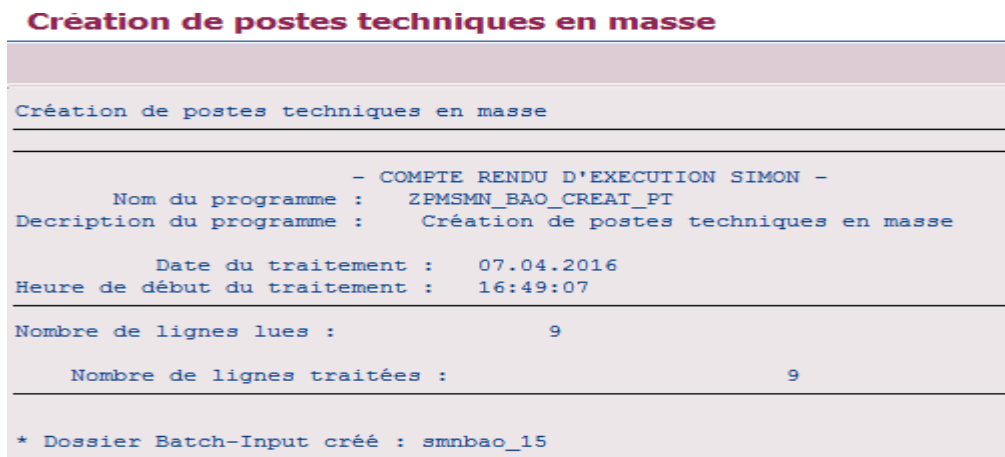 Création de postes techniques en masse
Création de postes techniques en masse
- COMPTE RENDU D'EXECUTION SIMON -
Nom du programme : ZPMSMN_BAO_CREAT_PT
Decription du programme : Création de postes techniques en masse
Date du traitement : 07.04.2016
Heure de début du traitement : 16:49:07
Nombre de lignes lues : 9
Nombre de lignes traitées : 9
* Dossier Batch-Input créé : smnbao_15